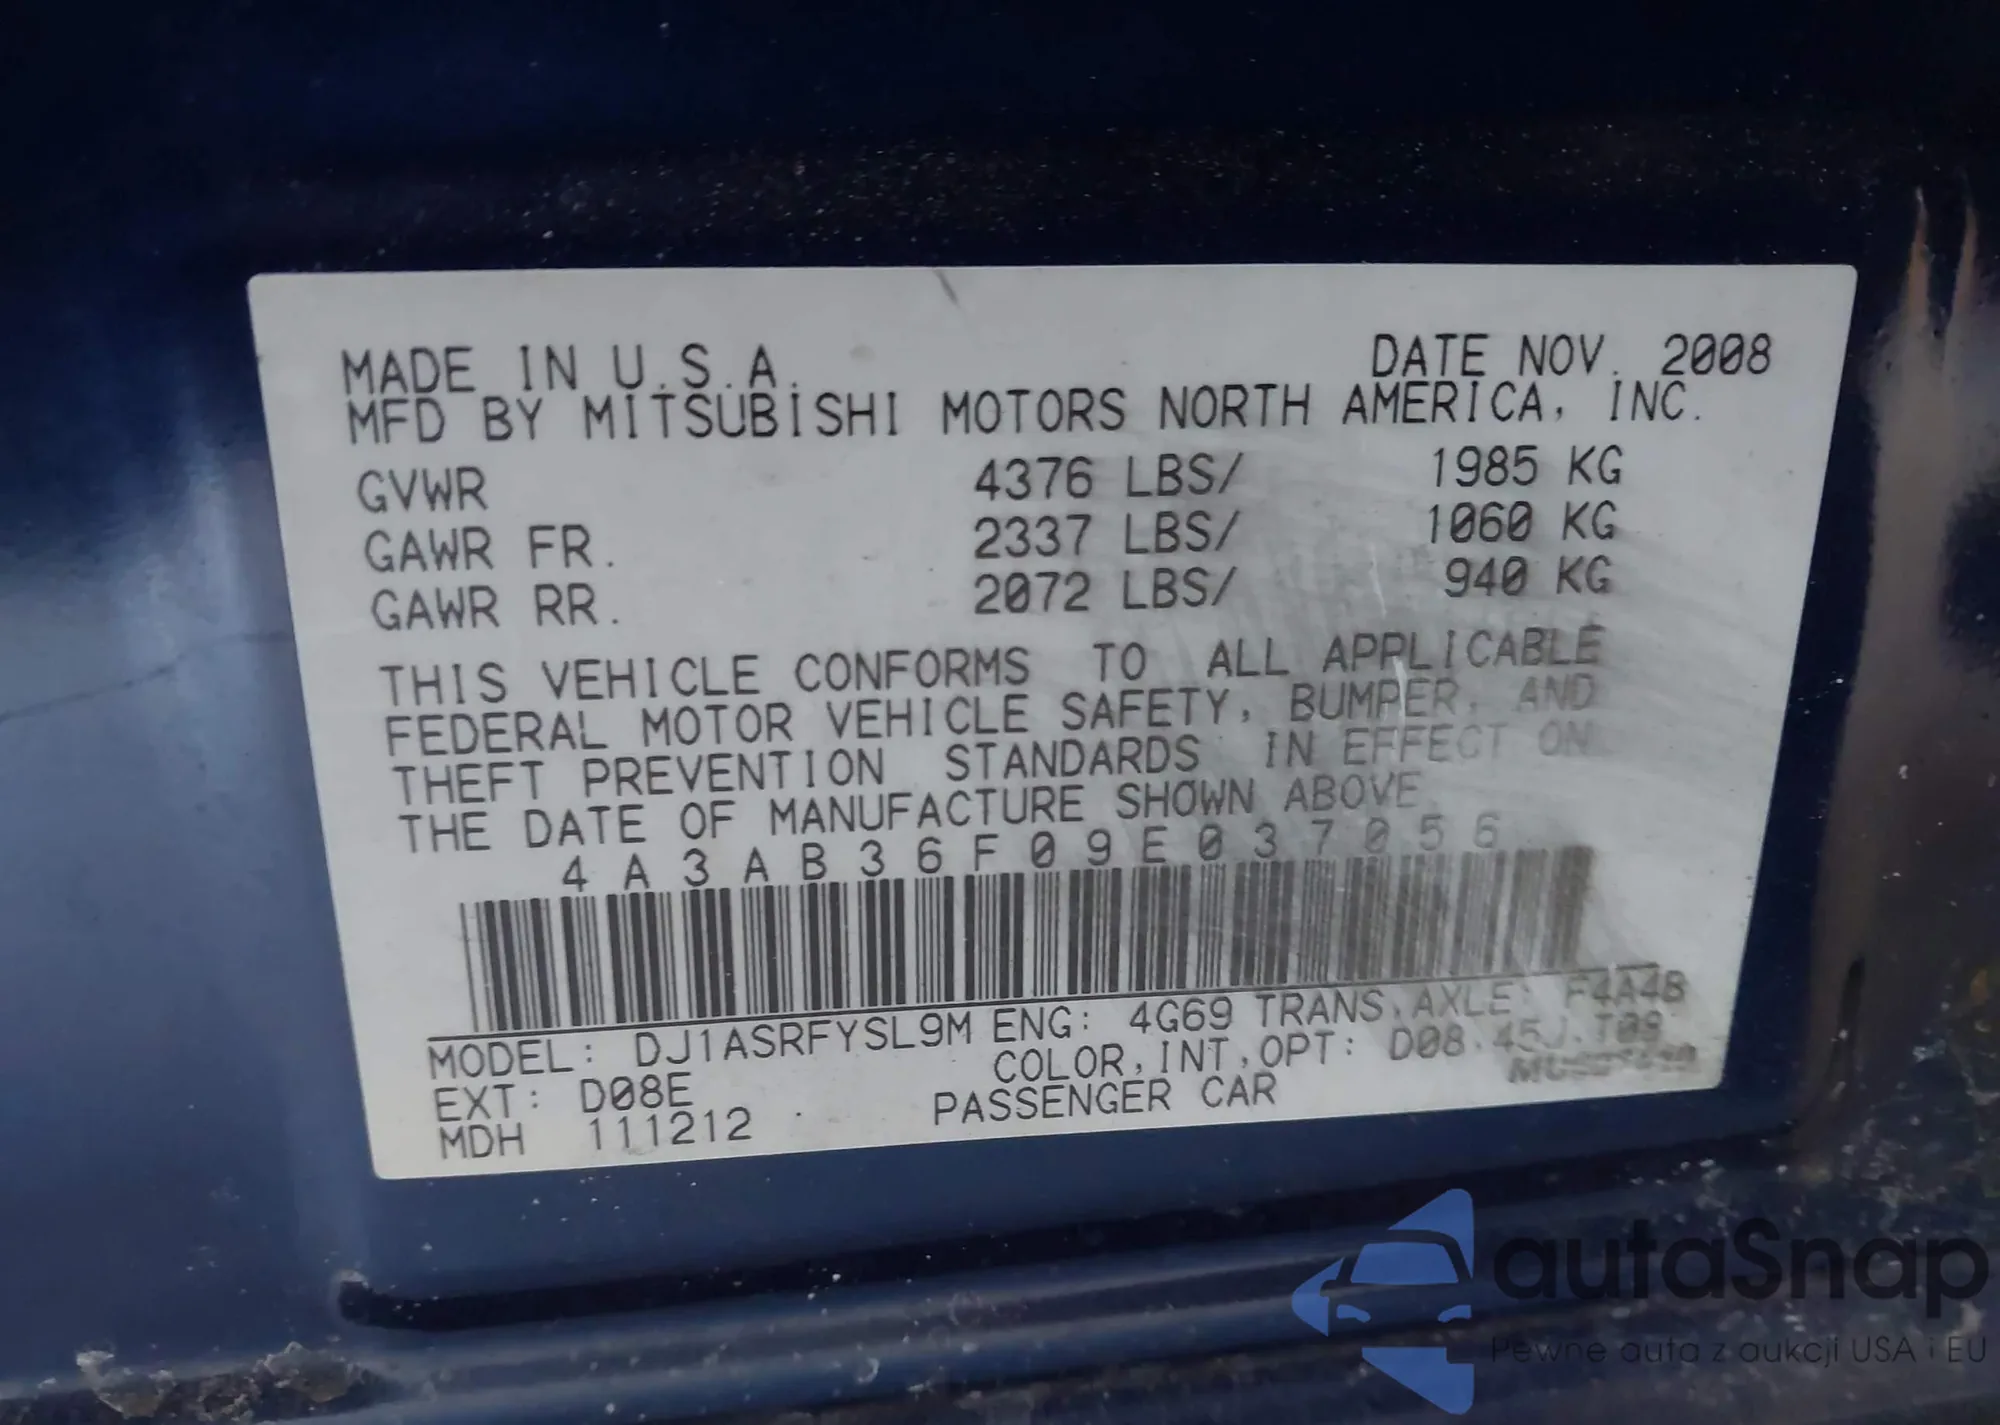 MADE IN U.S.A. DATE NOV. 2008
MFD BY MITSUBISHI MOTORS NORTH AMERICA, INC.
GVWR 4376 LBS/ 1985 KG
GAWR FR. 2337 LBS/ 1060 KG
GAWR RR. 2072 LBS/ 940 KG
THIS VEHICLE CONFORMS TO ALL APPLICABLE
FEDERAL MOTOR VEHICLE SAFETY, BUMPER, AND
THEFT PREVENTION STANDARDS IN EFFECT ON
THE DATE OF MANUFACTURE SHOWN ABOVE.
4A3AB36F09E037056
MODEL: DJ1ASRFYSL9M ENG: 4G69 TRANS,AXLE: F4A4B
EXT: D08E COLOR,INT,OPT: D08.45J.T09
MDH 111212 PASSENGER CAR
autaSnap
Pewne auta z aukcji USA i EU